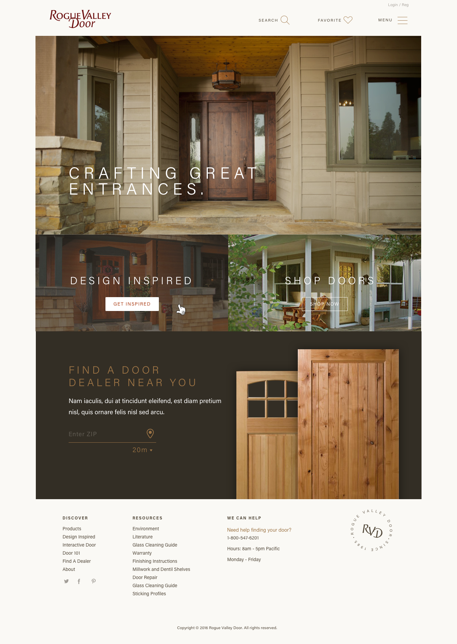 Login / Reg
ROGUE VALLEY
DOOR
SEARCH
FAVORITE
MENU
CRAFTING GREAT
ENTRANCES.
DESIGN INSPIRED
GET INSPIRED
SHOP DOORS
SHOP NOW
FIND A DOOR
DEALER NEAR YOU
Nam iaculis, dui at tincidunt eleifend, est diam pretium
nisl, quis ornare felis nisl sed arcu.
Enter ZIP
20m
DISCOVER
Products
Design Inspired
Interactive Door
Door 101
Find A Dealer
About
RESOURCES
Environment
Literature
Glass Cleaning Guide
Warranty
Finishing Instructions
Millwork and Dentil Shelves
Door Repair
Glass Cleaning Guide
Sticking Profiles
WE CAN HELP
Need help finding your door?
1-800-547-6201
Hours: 8am - 5pm Pacific
Monday - Friday
ROGUE VALLEY DOOR
RVD
Copyright © 2018 Rogue Valley Door. All rights reserved.